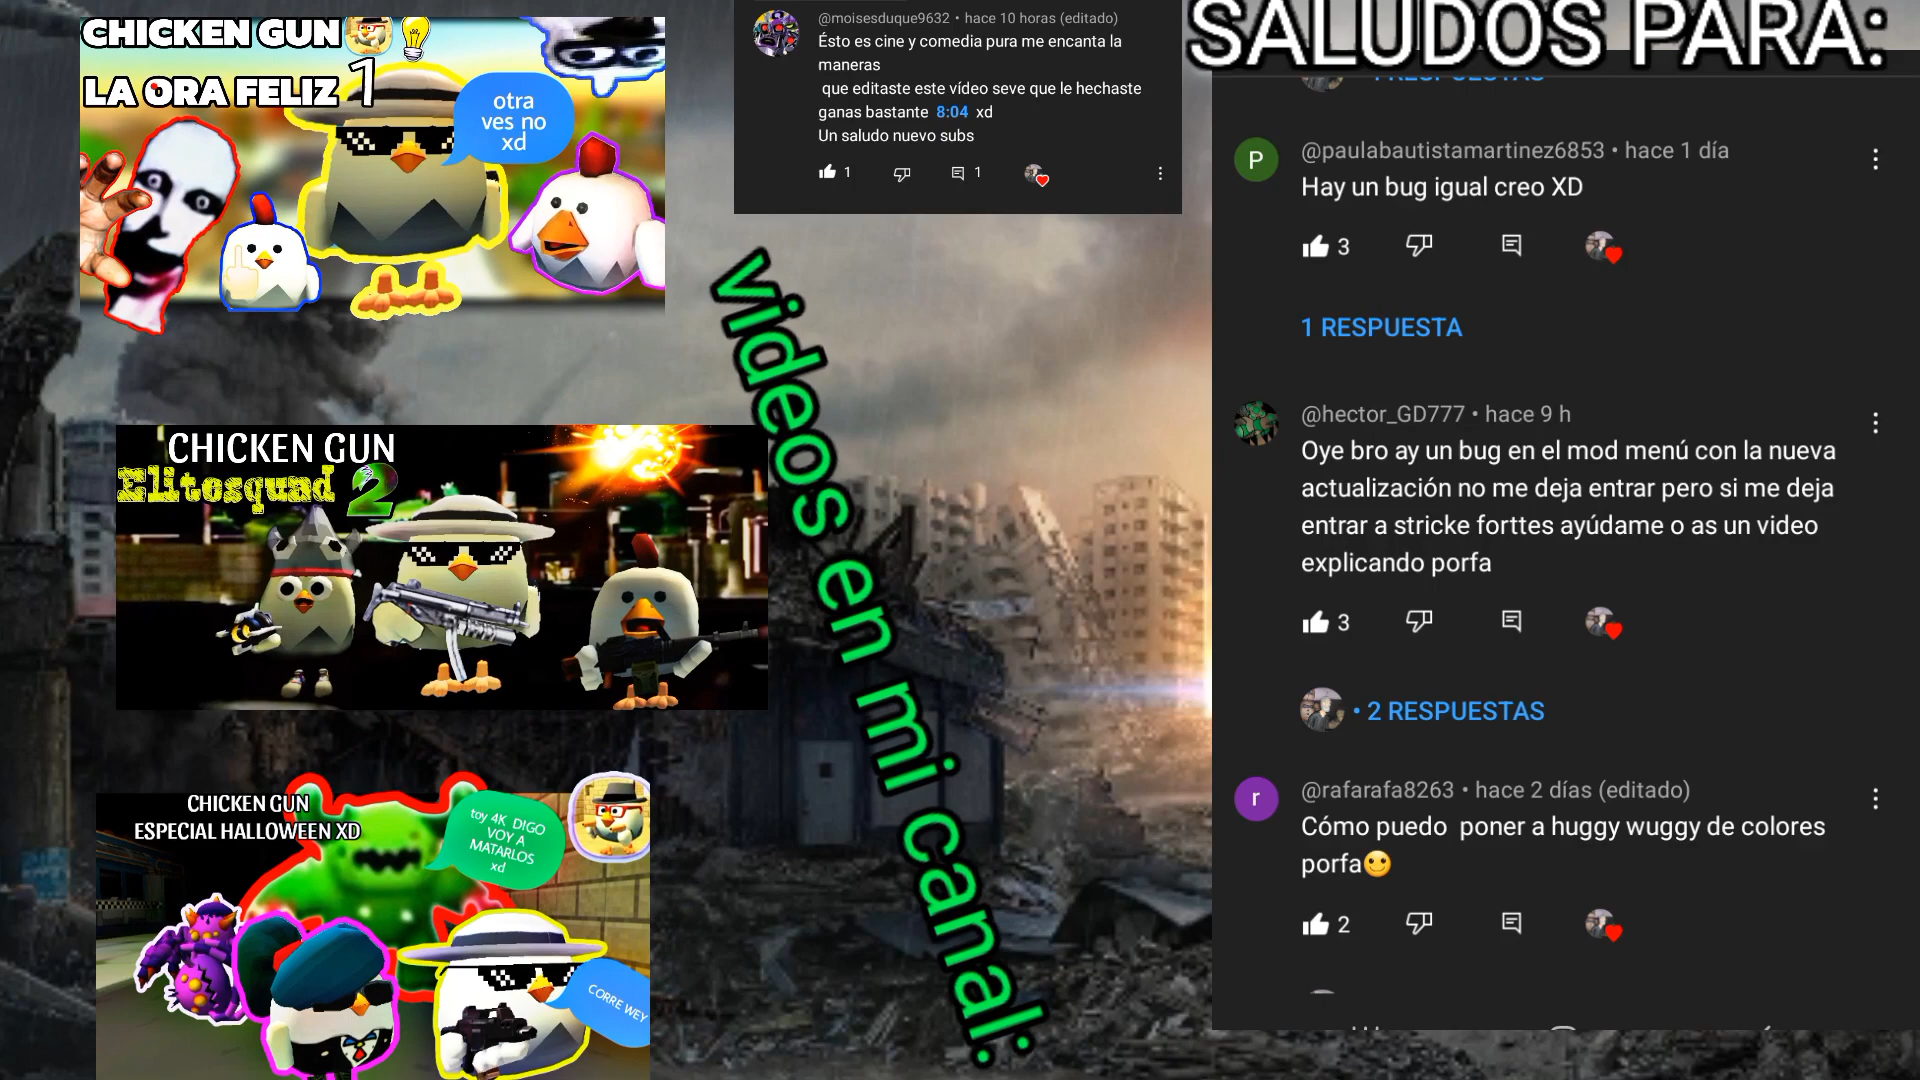 CHICKEN GUN
LA ORA FELIZ 1
otra
ves no
xd
CHICKEN GUN
Elitesquad 2
CHICKEN GUN
ESPECIAL HALLOWEEN XD
toy 4K DIGO
VOY A
MATARLOS
xd
CORRE WEY
@moisesduque9632 • hace 10 horas (editado)
Ésto es cine y comedia pura me encanta la
maneras
que editaste este vídeo seve que le hechaste
ganas bastante 8:04 xd
Un saludo nuevo subs
1
1
videos en mi canal:
SALUDOS PARA:
RESPUESTAS
P
@paulabautistamartinez6853 • hace 1 día
Hay un bug igual creo XD
3
1 RESPUESTA
@hector_GD777 • hace 9 h
Oye bro ay un bug en el mod menú con la nueva
actualización no me deja entrar pero si me deja
entrar a stricke forttes ayúdame o as un video
explicando porfa
3
• 2 RESPUESTAS
r
@rafarafa8263 • hace 2 días (editado)
Cómo puedo poner a huggy wuggy de colores
porfa🙂
2